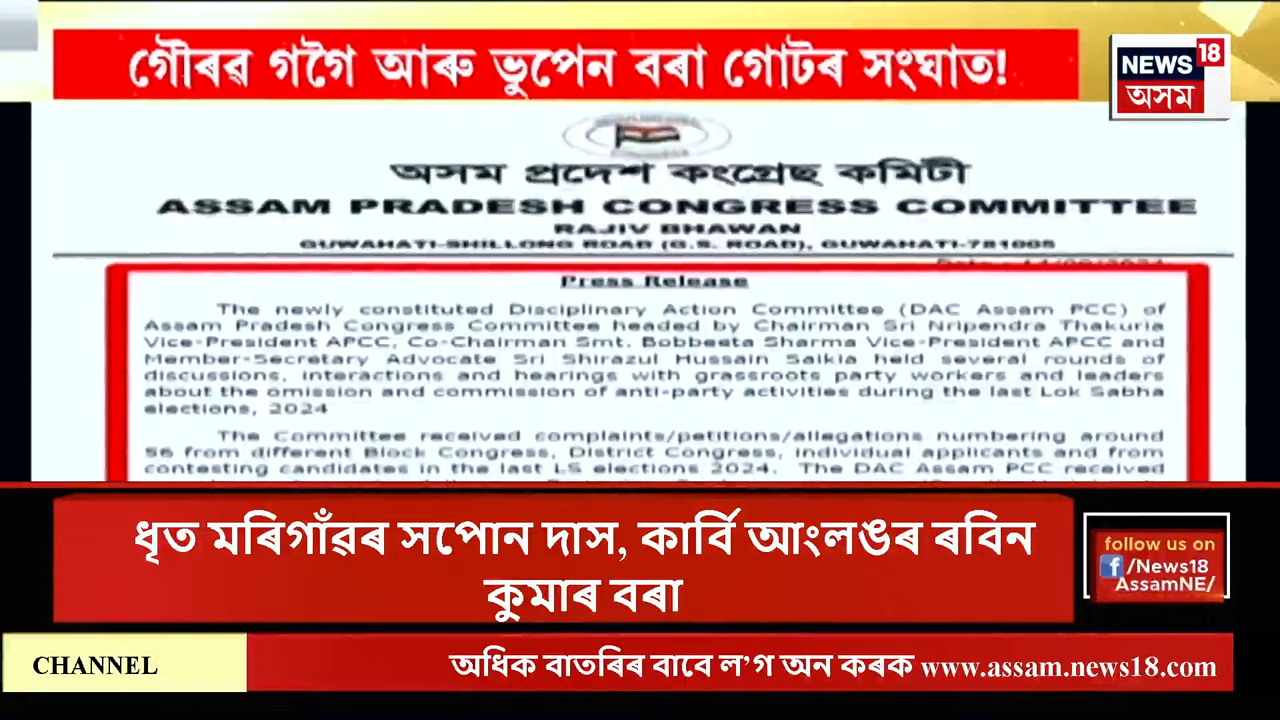 গৌৰৱ গগৈ আৰু ভুপেন বৰা গোটৰ সংঘাত!
NEWS 18
অসম
অসম প্ৰদেশ কংগ্ৰেছ কমিটী
ASSAM PRADESH CONGRESS COMMITTEE
RAJIV BHAWAN
GUWAHATI-SHILLONG ROAD (G.S. ROAD), GUWAHATI-781005
Press Release
The newly constituted Disciplinary Action Committee (DAC Assam PCC) of
Assam Pradesh Congress Committee headed by Chairman Sri Nripendra Thakuria
Vice-President APCC, Co-Chairman Smt. Bobbeeta Sharma Vice-President APCC and
Member-Secretary Advocate Sri Shirazul Hussain Saikia held several rounds of
discussions, interactions and hearings with grassroots party workers and leaders
about the omission and commission of anti-party activities during the last Lok Sabha
elections, 2024
The Committee received complaints/petitions/allegations numbering around
56 from different Block Congress, District Congress, individual applicants and from
contesting candidates in the last LS elections 2024. The DAC Assam PCC received
ধৃত মৰিগাঁৱৰ সপোন দাস, কাৰ্বি আংলঙৰ ৰবিন
কুমাৰ বৰা
follow us on
f/News18
AssamNE/
CHANNEL
অধিক বাতৰিৰ বাবে ল'গ অন কৰক www.assam.news18.com